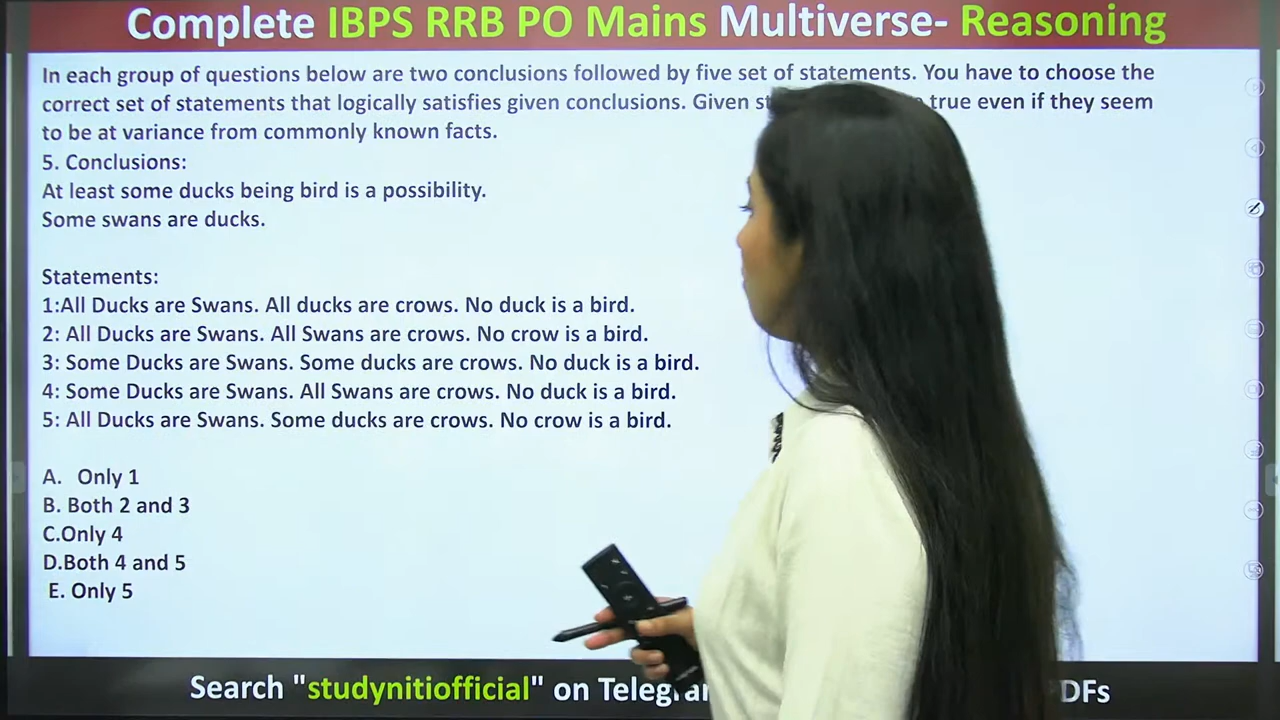 Complete IBPS RRB PO Mains Multiverse- Reasoning
In each group of questions below are two conclusions followed by five set of statements. You have to choose the
correct set of statements that logically satisfies given conclusions. Given true even if they seem
to be at variance from commonly known facts.
5. Conclusions:
At least some ducks being bird is a possibility.
Some swans are ducks.
Statements:
1:All Ducks are Swans. All ducks are crows. No duck is a bird.
2: All Ducks are Swans. All Swans are crows. No crow is a bird.
3: Some Ducks are Swans. Some ducks are crows. No duck is a bird.
4: Some Ducks are Swans. All Swans are crows. No duck is a bird.
5: All Ducks are Swans. Some ducks are crows. No crow is a bird.
A. Only 1
B. Both 2 and 3
C.Only 4
D.Both 4 and 5
E. Only 5
Search "studynitiofficial" on DFs